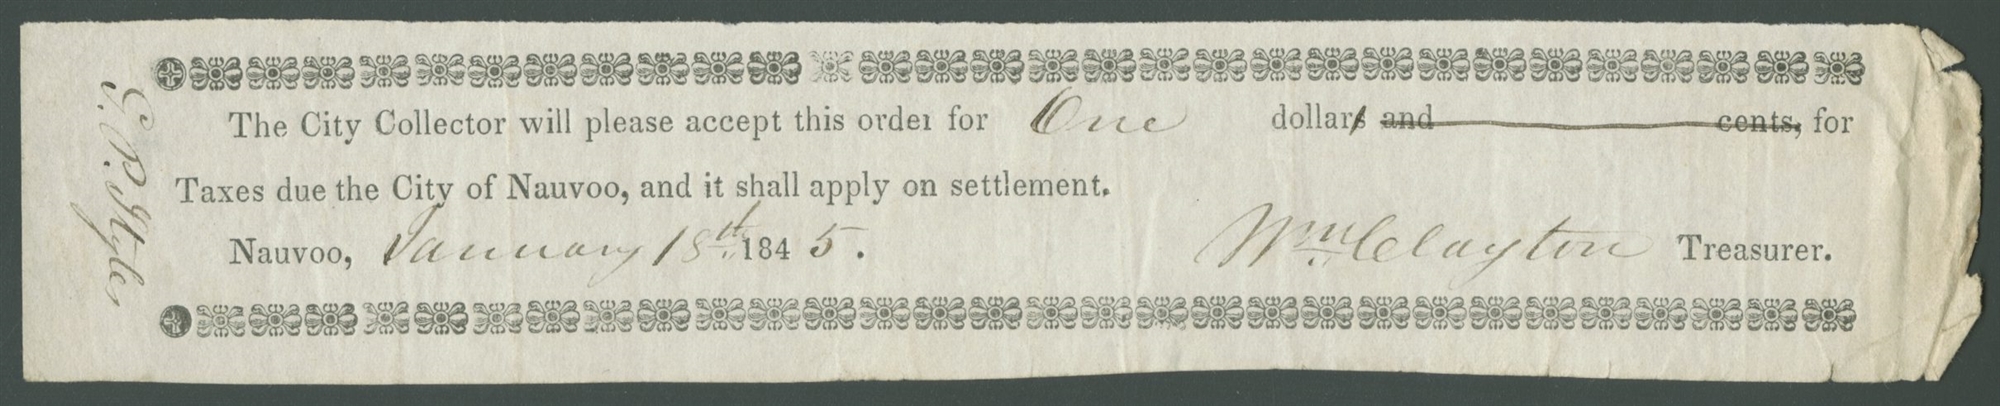 The City Collector will please accept this order for One dollar and cents, for
Taxes due the City of Nauvoo, and it shall apply on settlement.
Nauvoo, January 18th. 1845. Wm. Clayton Treasurer.